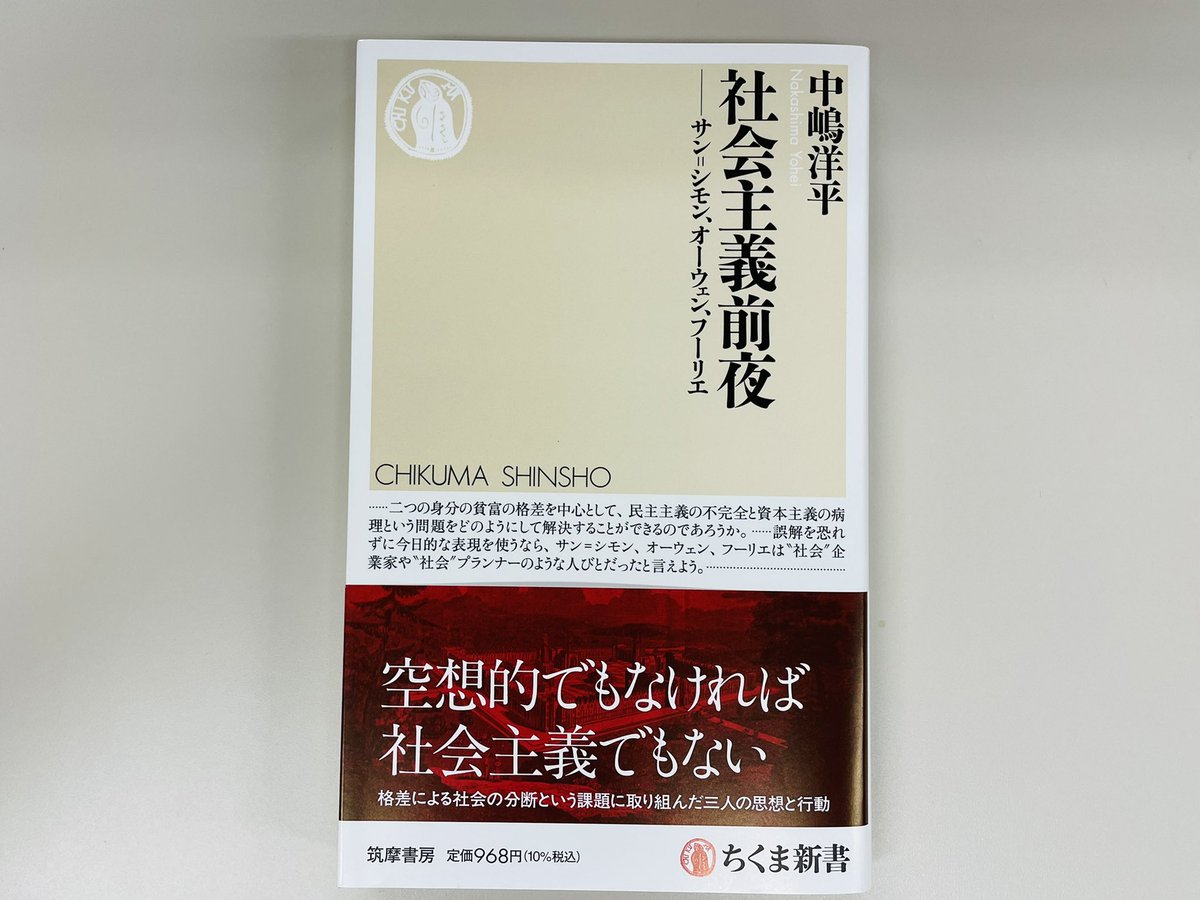 中嶋洋平
Nakashima Yohei
社会主義前夜
──サン=シモン、オーウェン、フーリエ
CHIKUMA SHINSHO
……二つの身分の貧富の格差を中心として、民主主義の不完全と資本主義の病
理という問題をどのようにして解決することができるのであろうか。……誤解を恐れ
ずに今日的な表現を使うなら、サン=シモン、オーウェン、フーリエは〝社会〟企
業家や〝社会〟プランナーのような人びとだったと言えよう。……………………………………
空想的でもなければ
社会主義でもない
格差による社会の分断という課題に取り組んだ三人の思想と行動
筑摩書房 定価968円(10%税込)
ちくま新書